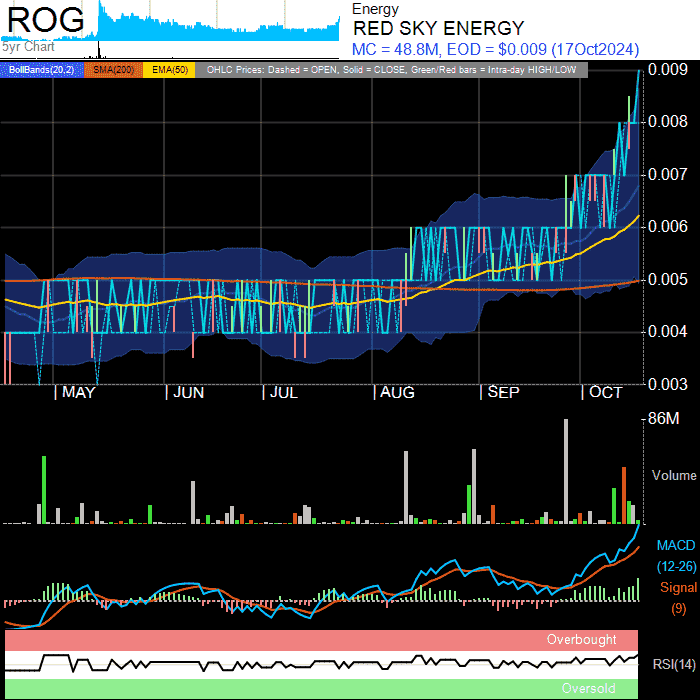 ROG
5yr Chart
Energy
RED SKY ENERGY
MC = 48.8M, EOD = $0.009 (17Oct2024)
BollBands(20,2) SMA(200) EMA(50) OHLC Prices: Dashed = OPEN, Solid = CLOSE, Green/Red bars = Intra-day HIGH/LOW
0.009
0.008
0.007
0.006
0.005
0.004
0.003
MAY JUN JUL AUG SEP OCT
86M
Volume
MACD
(12-26)
Signal
(9)
Overbought
RSI(14)
Oversold